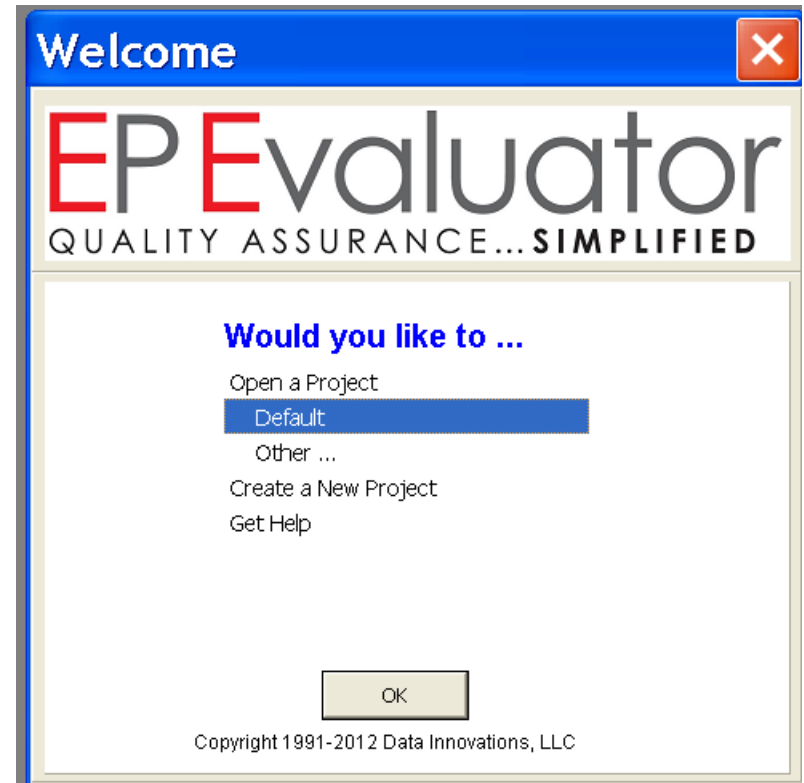 Welcome
EP Evaluator
QUALITY ASSURANCE...SIMPLIFIED
Would you like to ...
Open a Project
Default
Other ...
Create a New Project
Get Help
OK
Copyright 1991-2012 Data Innovations, LLC